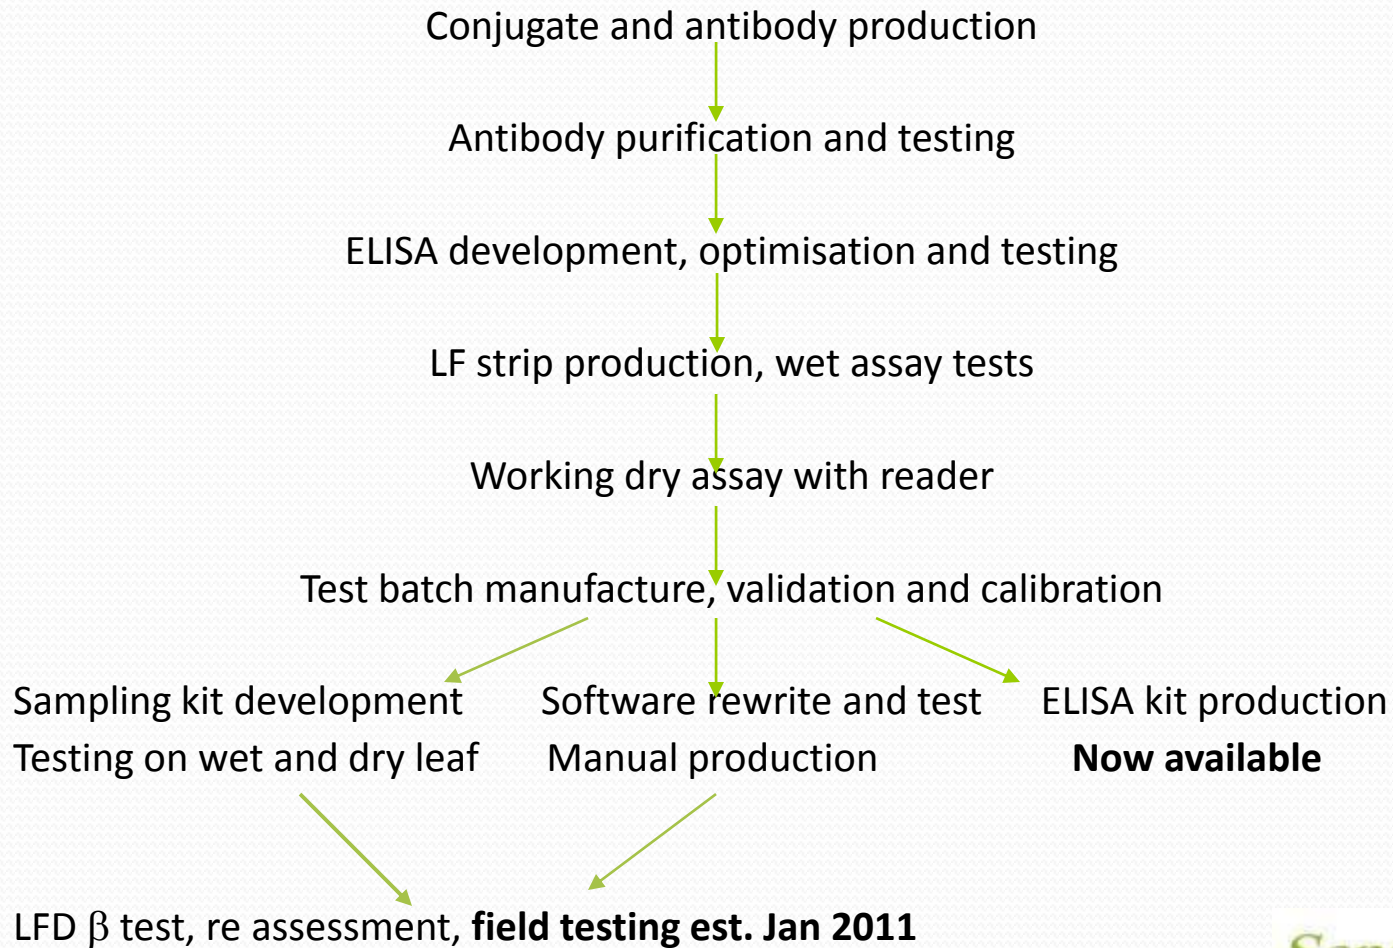 Conjugate and antibody production
Antibody purification and testing
ELISA development, optimisation and testing
LF strip production, wet assay tests
Working dry assay with reader
Test batch manufacture, validation and calibration
Sampling kit development Software rewrite and test ELISA kit production
Testing on wet and dry leaf Manual production Now available
LFD β test, re assessment, field testing est. Jan 2011